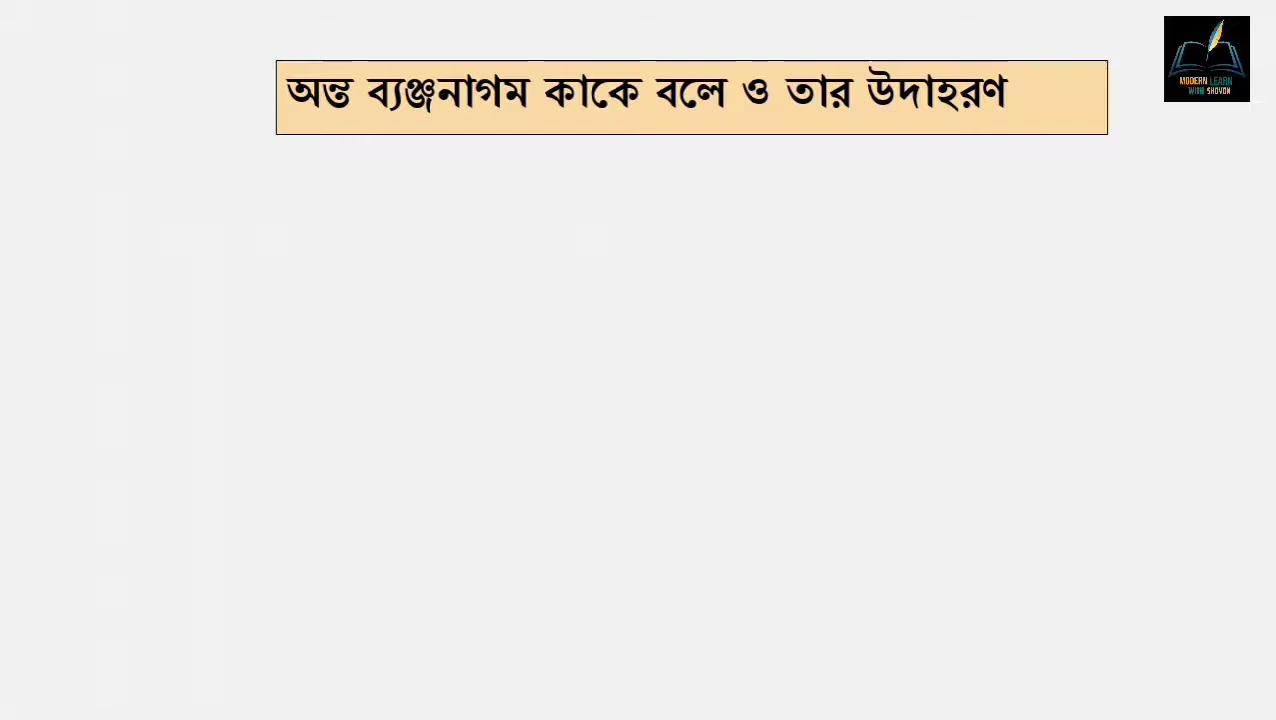 অন্ত ব্যঞ্জনাগম কাকে বলে ও তার উদাহরণ
MODERN LEARN
WITH SHOVON